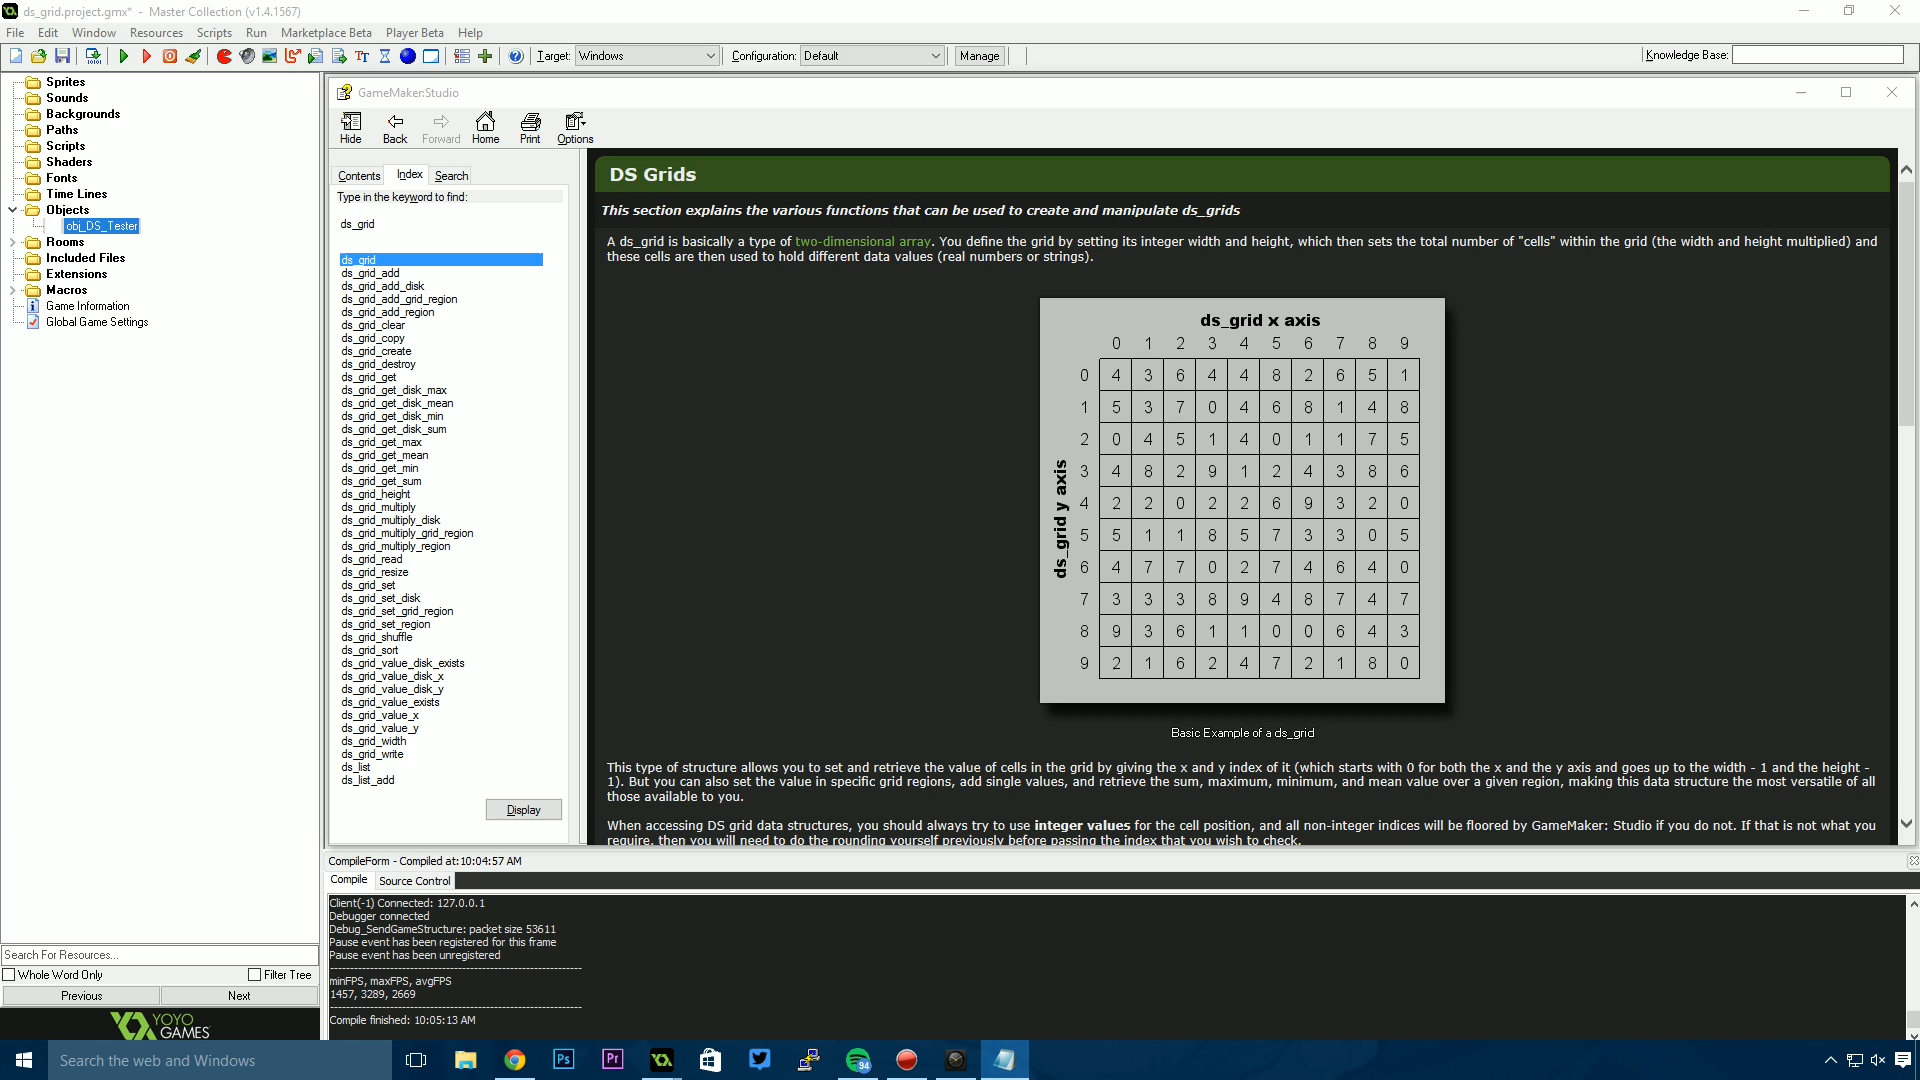 ds_grid.project.gmx* - Master Collection (v1.4.1567)
File Edit Window Resources Scripts Run Marketplace Beta Player Beta Help
Target: Windows Configuration: Default Manage Knowledge Base:
Sprites
Sounds
Backgrounds
Paths
Scripts
Shaders
Fonts
Time Lines
Objects
obj_DS_Tester
Rooms
Included Files
Extensions
Macros
Game Information
Global Game Settings
Search For Resources...
Whole Word Only Filter Tree
Previous Next
YOYO
GAMES
GameMaker:Studio
Hide Back Forward Home Print Options
Contents Index Search
Type in the keyword to find:
ds_grid
ds_grid
ds_grid_add
ds_grid_add_disk
ds_grid_add_grid_region
ds_grid_add_region
ds_grid_clear
ds_grid_copy
ds_grid_create
ds_grid_destroy
ds_grid_get
ds_grid_get_disk_max
ds_grid_get_disk_mean
ds_grid_get_disk_min
ds_grid_get_disk_sum
ds_grid_get_max
ds_grid_get_mean
ds_grid_get_min
ds_grid_get_sum
ds_grid_height
ds_grid_multiply
ds_grid_multiply_disk
ds_grid_multiply_grid_region
ds_grid_multiply_region
ds_grid_read
ds_grid_resize
ds_grid_set
ds_grid_set_disk
ds_grid_set_grid_region
ds_grid_set_region
ds_grid_shuffle
ds_grid_sort
ds_grid_value_disk_exists
ds_grid_value_disk_x
ds_grid_value_disk_y
ds_grid_value_exists
ds_grid_value_x
ds_grid_value_y
ds_grid_width
ds_grid_write
ds_list
ds_list_add
Display
DS Grids
This section explains the various functions that can be used to create and manipulate ds_grids
A ds_grid is basically a type of two-dimensional array. You define the grid by setting its integer width and height, which then sets the total number of "cells" within the grid (the width and height multiplied) and
these cells are then used to hold different data values (real numbers or strings).
ds_grid x axis
0 1 2 3 4 5 6 7 8 9
ds_grid y axis
0 4 3 6 4 4 8 2 6 5 1
1 5 3 7 0 4 6 8 1 4 8
2 0 4 5 1 4 0 1 1 7 5
3 4 8 2 9 1 2 4 3 8 6
4 2 2 0 2 2 6 9 3 2 0
5 5 1 1 8 5 7 3 3 0 5
6 4 7 7 0 2 7 4 6 4 0
7 3 3 3 8 9 4 8 7 4 7
8 9 3 6 1 1 0 0 6 4 3
9 2 1 6 2 4 7 2 1 8 0
Basic Example of a ds_grid
This type of structure allows you to set and retrieve the value of cells in the grid by giving the x and y index of it (which starts with 0 for both the x and the y axis and goes up to the width - 1 and the height -
1). But you can also set the value in specific grid regions, add single values, and retrieve the sum, maximum, minimum, and mean value over a given region, making this data structure the most versatile of all
those available to you.
When accessing DS grid data structures, you should always try to use integer values for the cell position, and all non-integer indices will be floored by GameMaker: Studio if you do not. If that is not what you
require, then you will need to do the rounding yourself previously before passing the index that you wish to check.
CompileForm - Compiled at:10:04:57 AM
Compile Source Control
Client(-1) Connected: 127.0.0.1
Debugger connected
Debug_SendGameStructure: packet size 53611
Pause event has been registered for this frame
Pause event has been unregistered
minFPS, maxFPS, avgFPS
1457, 3289, 2669
Compile finished: 10:05:13 AM
Search the web and Windows
Ps Pr 94